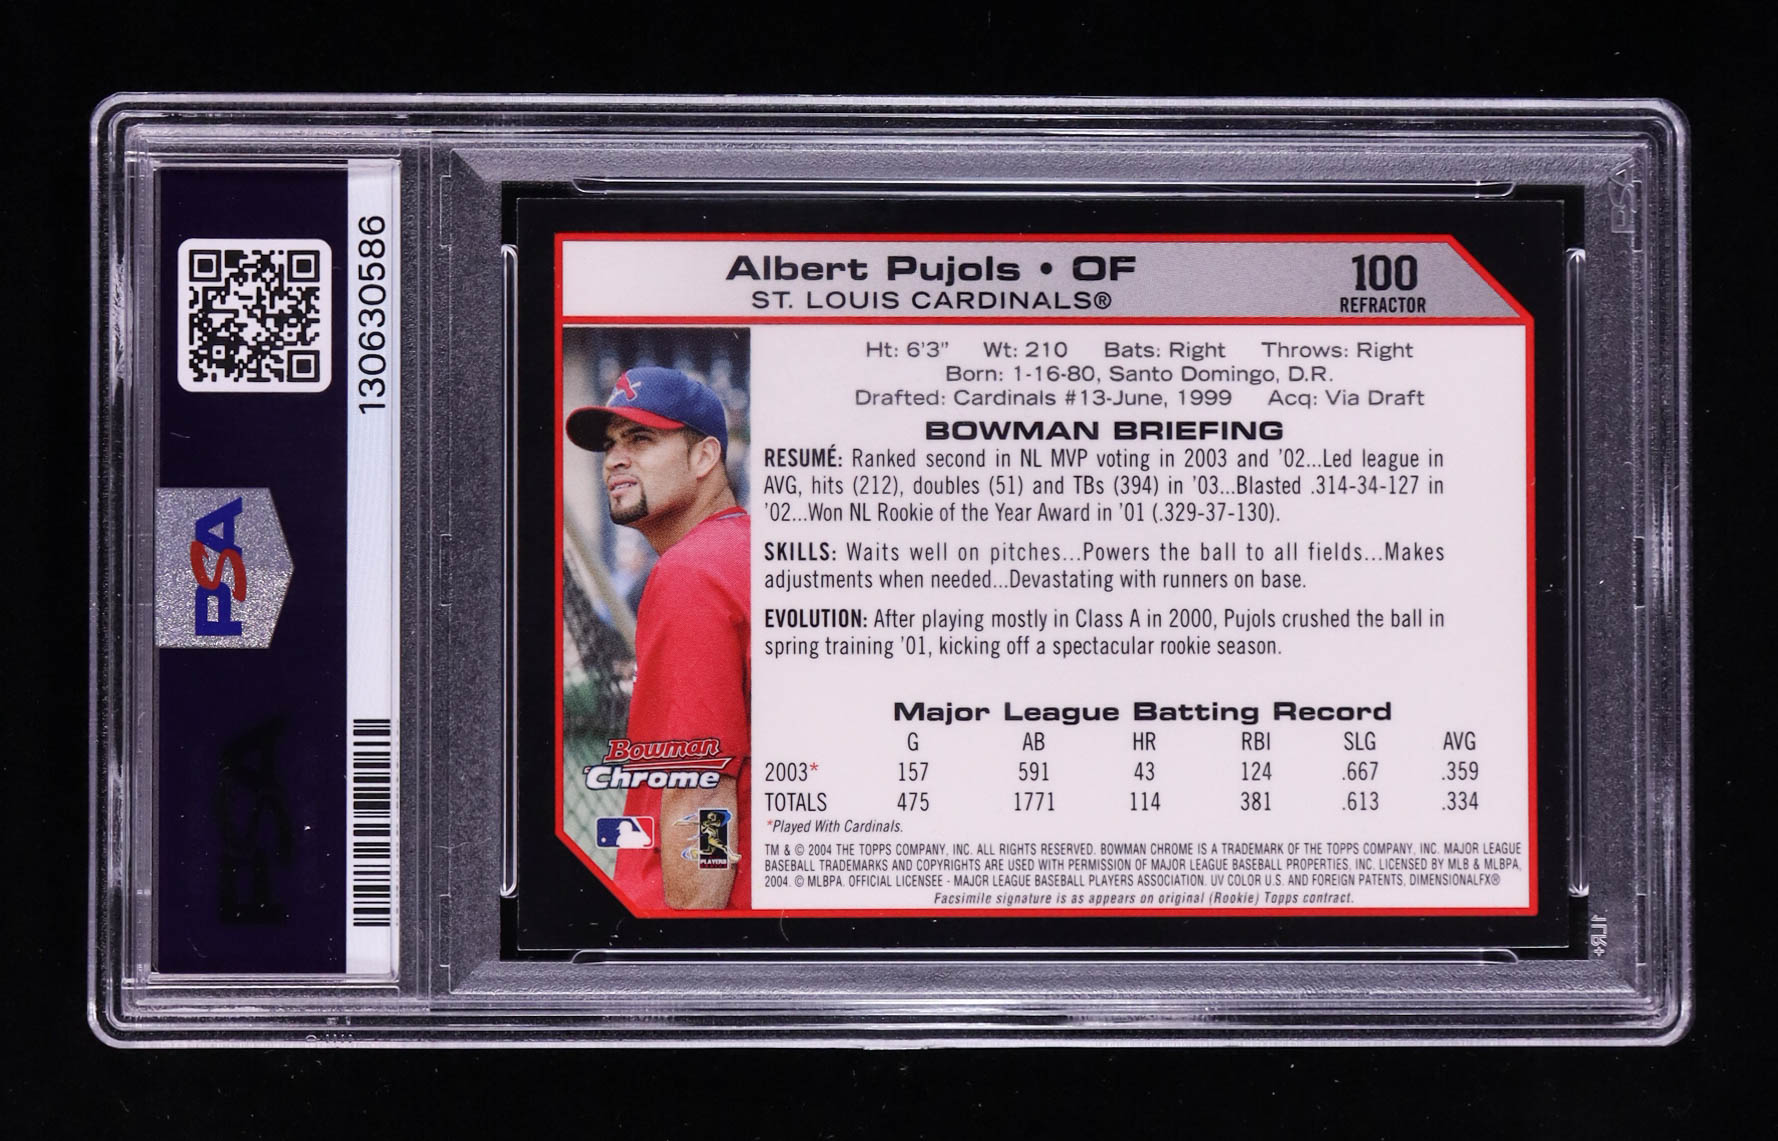 130630586
PSA
PSA
Albert Pujols • OF
ST. LOUIS CARDINALS®
100
REFRACTOR
Ht: 6'3" Wt: 210 Bats: Right Throws: Right
Born: 1-16-80, Santo Domingo, D.R.
Drafted: Cardinals #13-June, 1999 Acq: Via Draft
BOWMAN BRIEFING
RESUMÉ: Ranked second in NL MVP voting in 2003 and '02...Led league in
AVG, hits (212), doubles (51) and TBs (394) in '03...Blasted .314-34-127 in
'02...Won NL Rookie of the Year Award in '01 (.329-37-130).
SKILLS: Waits well on pitches...Powers the ball to all fields...Makes
adjustments when needed...Devastating with runners on base.
EVOLUTION: After playing mostly in Class A in 2000, Pujols crushed the ball in
spring training '01, kicking off a spectacular rookie season.
Major League Batting Record
G AB HR RBI SLG AVG
2003* 157 591 43 124 .667 .359
TOTALS 475 1771 114 381 .613 .334
*Played With Cardinals.
TM & © 2004 THE TOPPS COMPANY, INC. ALL RIGHTS RESERVED. BOWMAN CHROME IS A TRADEMARK OF THE TOPPS COMPANY, INC. MAJOR LEAGUE
BASEBALL TRADEMARKS AND COPYRIGHTS ARE USED WITH PERMISSION OF MAJOR LEAGUE BASEBALL PROPERTIES, INC. LICENSED BY MLB & MLBPA,
2004. © MLBPA. OFFICIAL LICENSEE - MAJOR LEAGUE BASEBALL PLAYERS ASSOCIATION. UV COLOR U.S. AND FOREIGN PATENTS, DIMENSIONALFX®
Facsimile signature is as appears on original (Rookie) Topps contract.
Bowman
Chrome
PLAYERS
PSA
1LR+